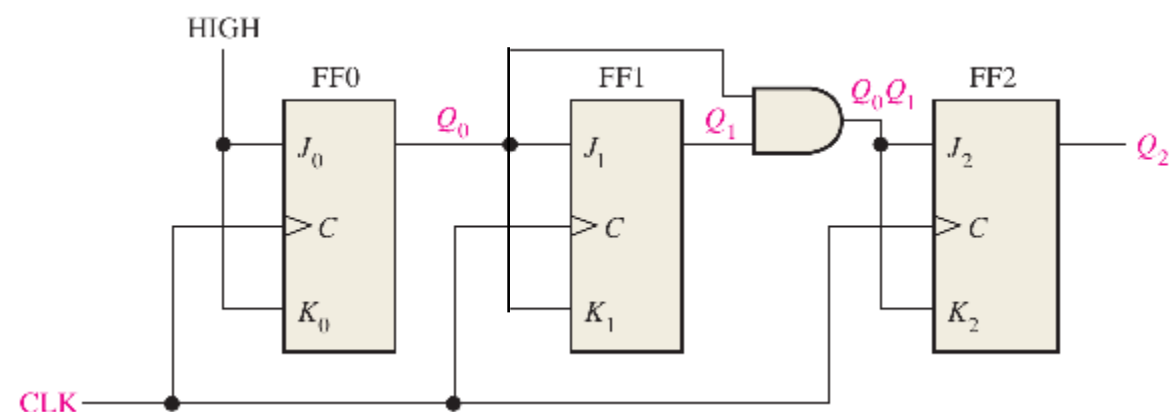 HIGH
FF0 FF1 FF2
Q₀ Q₁ Q₀Q₁
J₀ J₁ J₂ Q₂
C C C
K₀ K₁ K₂
CLK